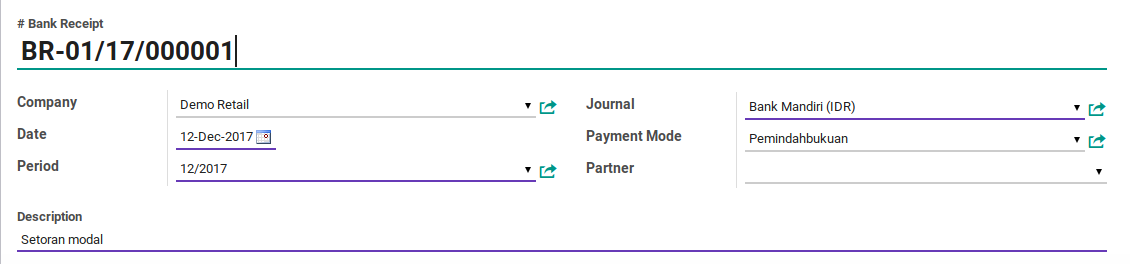 # Bank Receipt
BR-01/17/000001
Company Demo Retail
Date 12-Dec-2017
Period 12/2017
Journal Bank Mandiri (IDR)
Payment Mode Pemindahbukuan
Partner
Description
Setoran modal